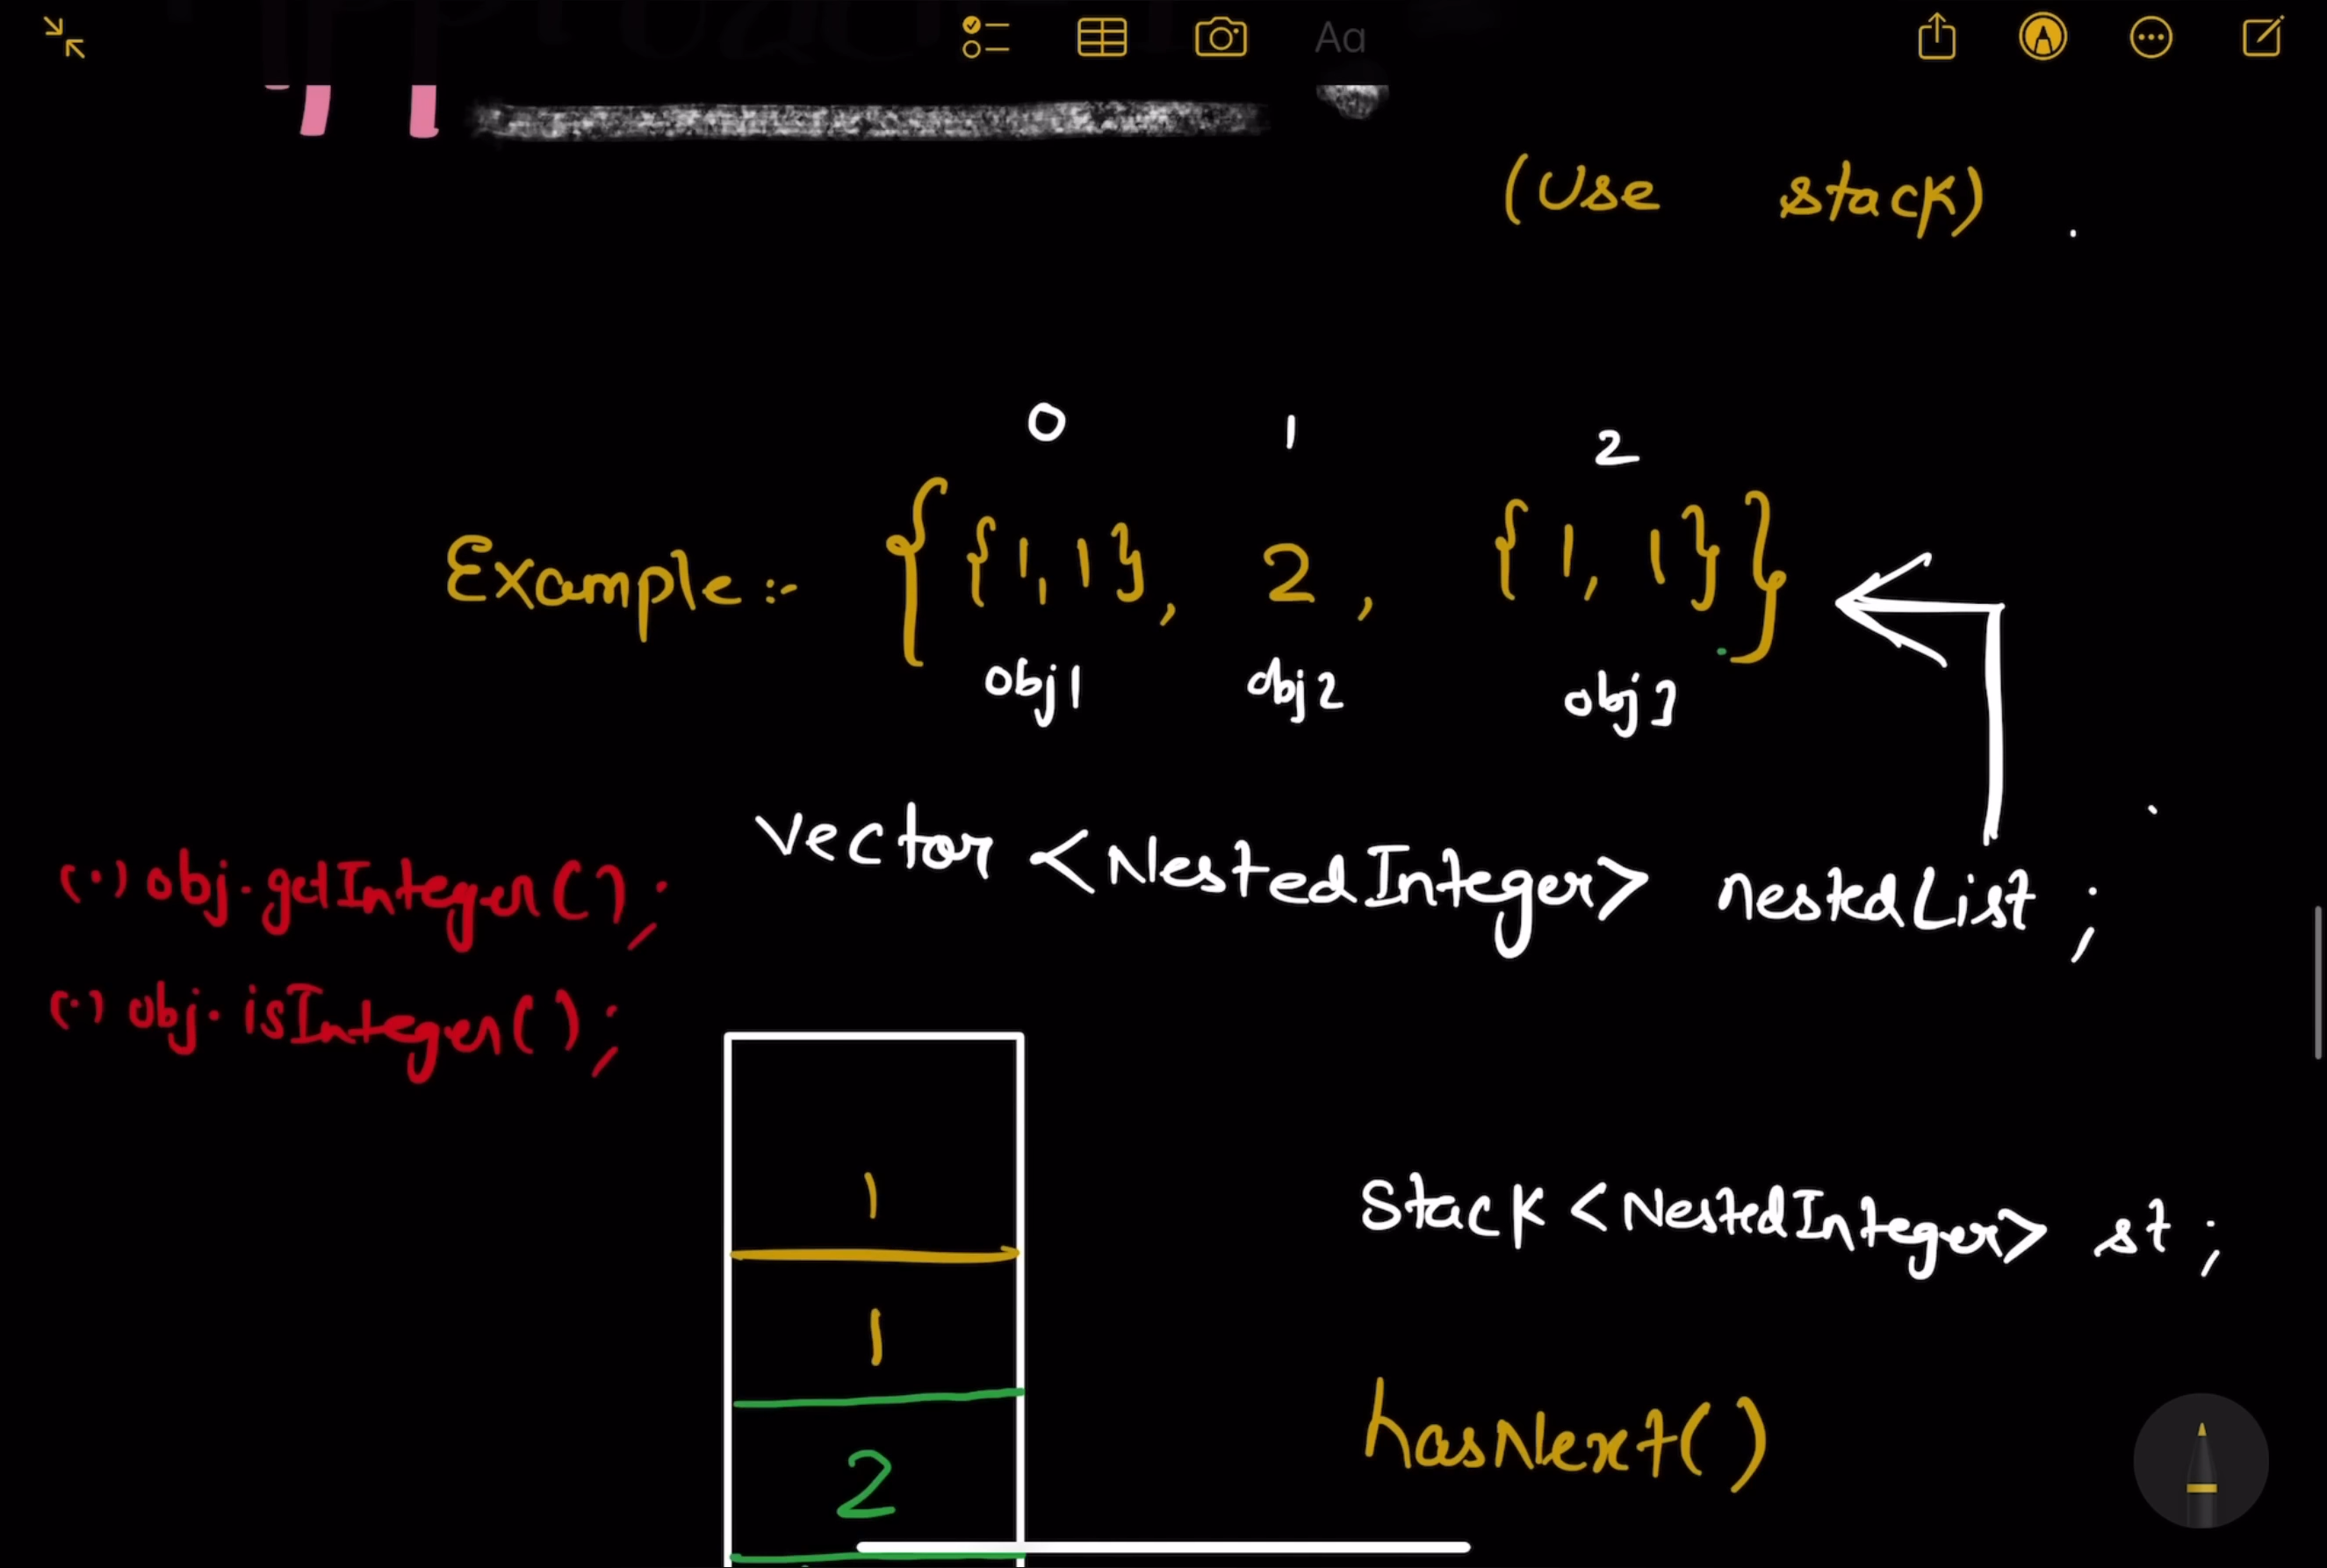 Aa
(Use stack)
0 1 2
Example :- { {1, 1}, 2, {1, 1} }
obj1 obj2 obj3
vector <NestedInteger> nestedList ;
(·) obj.getInteger();
(·) obj.isInteger();
1
Stack <NestedInteger> st ;
1
hasNext()
2